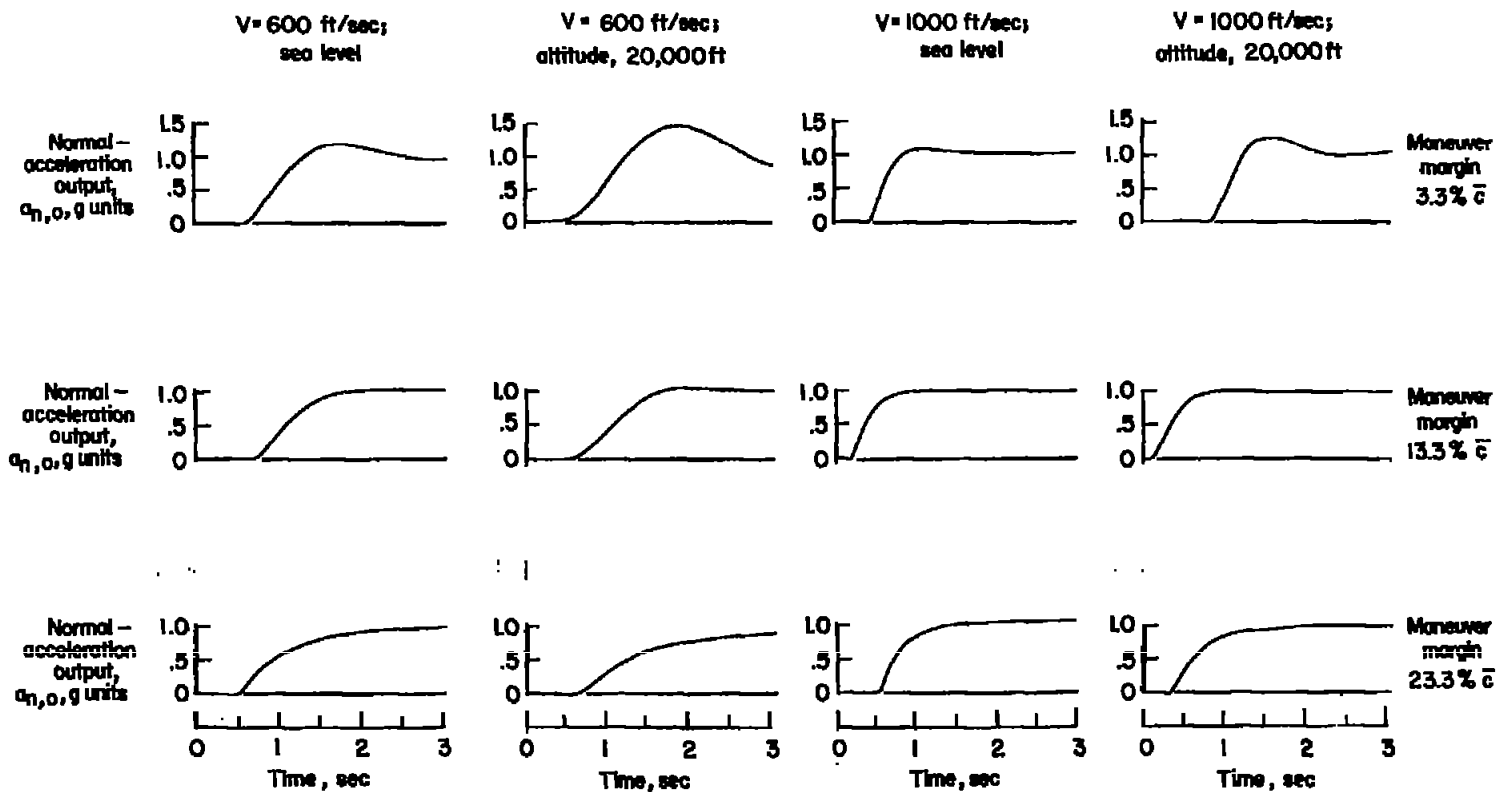 V = 600 ft/sec;
sea level
V = 600 ft/sec;
altitude, 20,000 ft
V = 1000 ft/sec;
sea level
V = 1000 ft/sec;
altitude, 20,000 ft
Normal –
acceleration
output,
an,o, g units
1.5
1.0
.5
0
1.5
1.0
.5
0
1.5
1.0
.5
0
1.5
1.0
.5
0
Maneuver
margin
3.3% c̅
Normal –
acceleration
output,
an,o, g units
1.0
.5
0
1.0
.5
0
1.0
.5
0
1.0
.5
0
Maneuver
margin
13.3% c̅
Normal –
acceleration
output,
an,o, g units
1.0
.5
0
1.0
.5
0
1.0
.5
0
1.0
.5
0
Maneuver
margin
23.3% c̅
0 1 2 3
Time, sec
0 1 2 3
Time, sec
0 1 2 3
Time, sec
0 1 2 3
Time, sec